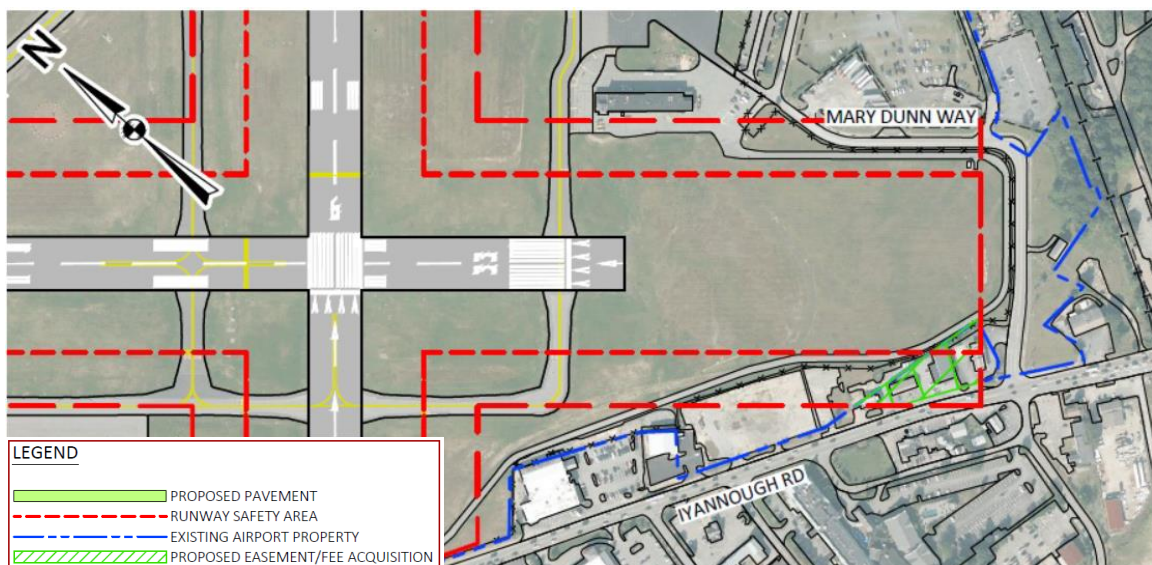 N
MARY DUNN WAY
6
33
IYANNOUGH RD
LEGEND
PROPOSED PAVEMENT
RUNWAY SAFETY AREA
EXISTING AIRPORT PROPERTY
PROPOSED EASEMENT/FEE ACQUISITION